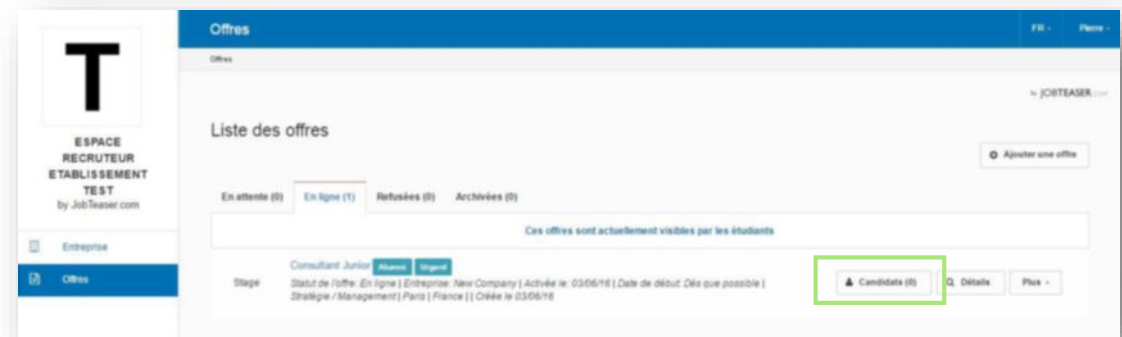 T
ESPACE
RECRUTEUR
ETABLISSEMENT
TEST
by JobTeaser.com
Entreprise
Offres
Offres
FR
Pierre
Offres
by JOBTEASER.com
Liste des offres
Ajouter une offre
En attente (0) En ligne (1) Refusées (0) Archivées (0)
Ces offres sont actuellement visibles par les étudiants
Stage
Consultant Junior Alumni Urgent
Statut de l'offre: En ligne | Entreprise: New Company | Activée le: 03/06/16 | Date de début: Dès que possible |
Stratégie / Management | Paris | France | | Créée le 03/06/16
Candidats (0) Détails Plus